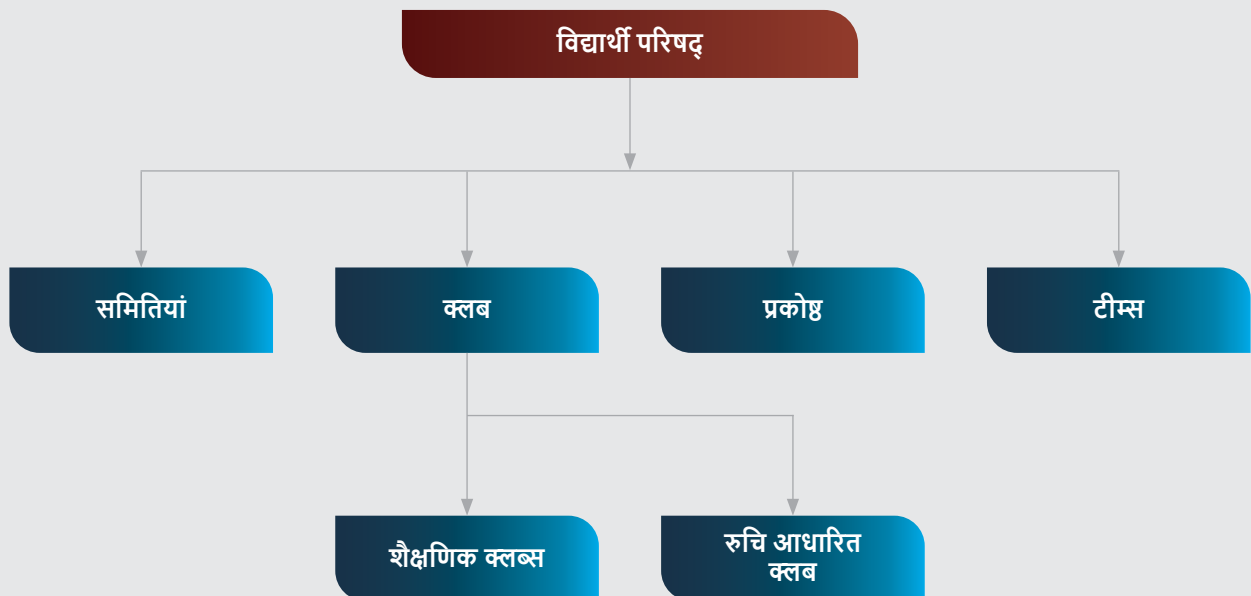 विद्यार्थी परिषद्
समितियां
क्लब
प्रकोष्ठ
टीम्स
शैक्षणिक क्लब्स
रुचि आधारित
क्लब